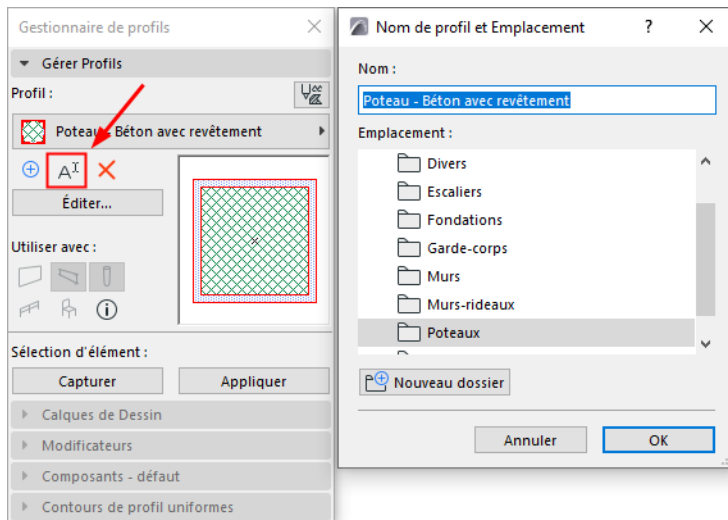 Gestionnaire de profils
Gérer Profils
Profil :
Poteau - Béton avec revêtement
Éditer...
Utiliser avec :
Sélection d'élément :
Capturer
Appliquer
Calques de Dessin
Modificateurs
Composants - défaut
Contours de profil uniformes
Nom de profil et Emplacement
Nom :
Poteau - Béton avec revêtement
Emplacement :
Divers
Escaliers
Fondations
Garde-corps
Murs
Murs-rideaux
Poteaux
Nouveau dossier
Annuler
OK